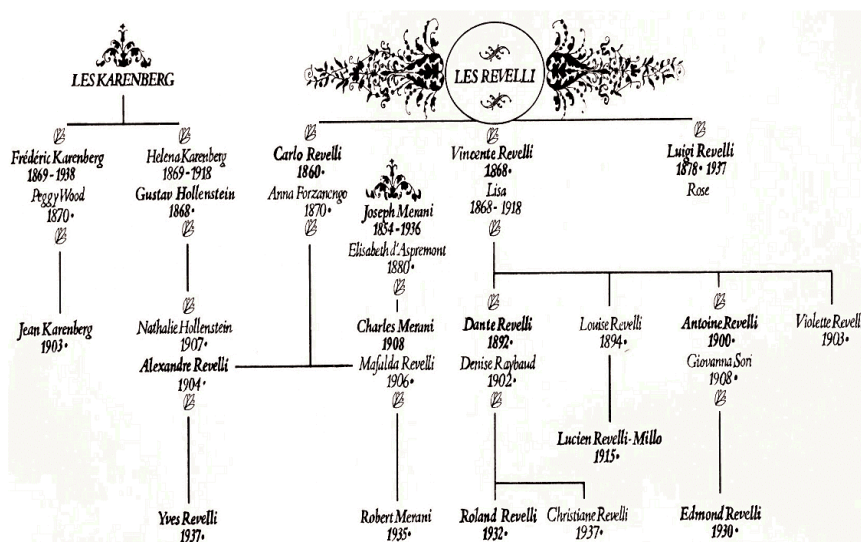 LES KARENBERG
LES REVELLI
Frédéric Karenberg
1869-1938
Peggy Wood
1870•
Helena Karenberg
1869-1918
Gustav Hollenstein
1868•
Carlo Revelli
1860•
Anna Forzanengo
1870•
Joseph Merani
1854-1936
Elisabeth d'Aspremont
1880•
Vincente Revelli
1868•
Lisa
1868-1918
Luigi Revelli
1878• 1937
Rose
Jean Karenberg
1903•
Nathalie Hollenstein
1907•
Alexandre Revelli
1904•
Charles Merani
1908
Mafalda Revelli
1906•
Dante Revelli
1892•
Denise Raybaud
1902•
Louise Revelli
1894•
Antoine Revelli
1900•
Giovanna Sori
1908•
Violette Revelli
1903•
Lucien Revelli-Millo
1915•
Yves Revelli
1937•
Robert Merani
1935•
Roland Revelli
1932•
Christiane Revelli
1937•
Edmond Revelli
1930•